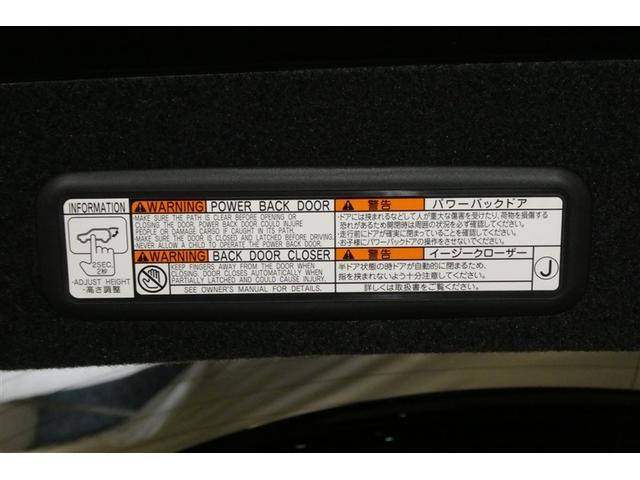 INFORMATION
2SEC
2秒
·ADJUST HEIGHT
·高さ調整
WARNING POWER BACK DOOR
·MAKE SURE THE PATH IS CLEAR BEFORE OPENING OR
CLOSING THE DOOR. POWER BACK DOOR COULD INJURE
PEOPLE OR DAMAGE CARGO IF CAUGHT IN ITS PATH.
·MAKE SURE THE DOOR IS CLOSED AND LATCHED BEFORE DRIVING.
·NEVER ALLOW A CHILD TO OPERATE THE POWER BACK DOOR.
WARNING BACK DOOR CLOSER
KEEP FINGERS AWAY FROM THE DOOR WHEN
CLOSING. DOOR CLOSES AUTOMATICALLY WHEN
PARTIALLY LATCHED AND COULD CAUSE INJURY.
SEE OWNER'S MANUAL FOR DETAILS.
警告 パワーバックドア
·ドアには挟まれるなどして人が重大な傷害を受けたり、荷物を損傷する
恐れがあるため開閉時は周囲の状況を必ず確認してください。
·走行前にドアが確実に閉まっていることを確認してください。
·お子様にパワーバックドアの操作をさせないでください。
警告 イージークローザー
半ドア状態の時ドアが自動的に閉まるため、
指を挟まれないよう十分注意してください。
詳しくは取扱書をご覧ください。
J